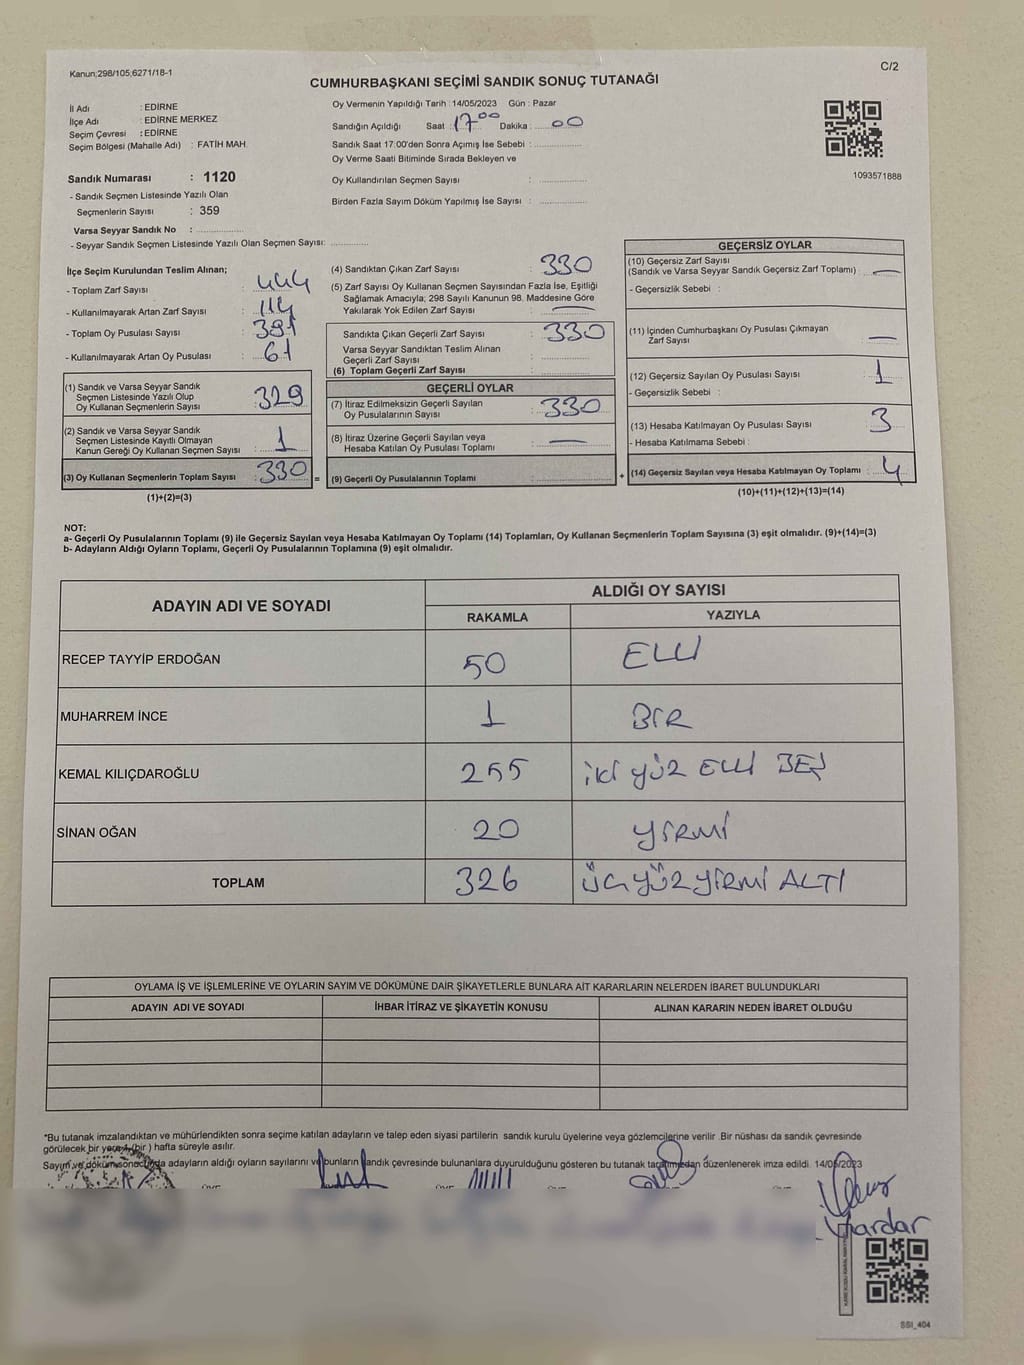 Kanun;298/105;6271/18-1
C/2
CUMHURBAŞKANI SEÇİMİ SANDIK SONUÇ TUTANAĞI
İl Adı : EDİRNE
İlçe Adı : EDİRNE MERKEZ
Seçim Çevresi : EDİRNE
Seçim Bölgesi (Mahalle Adı) : FATİH MAH.
Oy Vermenin Yapıldığı Tarih : 14/05/2023 Gün : Pazar
Sandığın Açıldığı Saat : 17⁰⁰ Dakika : 00
Sandık Saat 17:00'den Sonra Açımış İse Sebebi :
Oy Verme Saati Bitiminde Sırada Bekleyen ve
Oy Kullandırılan Seçmen Sayısı :
Birden Fazla Sayım Döküm Yapılmış İse Sayısı :
1093571888
Sandık Numarası : 1120
- Sandık Seçmen Listesinde Yazılı Olan
Seçmenlerin Sayısı : 359
Varsa Seyyar Sandık No :
- Seyyar Sandık Seçmen Listesinde Yazılı Olan Seçmen Sayısı:
İlçe Seçim Kurulundan Teslim Alınan;
- Toplam Zarf Sayısı : 444
- Kullanılmayarak Artan Zarf Sayısı : 114
- Toplam Oy Pusulası Sayısı : 391
- Kullanılmayarak Artan Oy Pusulası : 61
(1) Sandık ve Varsa Seyyar Sandık
Seçmen Listesinde Yazılı Olup
Oy Kullanan Seçmenlerin Sayısı : 329
(2) Sandık ve Varsa Seyyar Sandık
Seçmen Listesinde Kayıtlı Olmayan
Kanun Gereği Oy Kullanan Seçmen Sayısı : 1
(3) Oy Kullanan Seçmenlerin Toplam Sayısı : 330
(1)+(2)=(3)
(4) Sandıktan Çıkan Zarf Sayısı : 330
(5) Zarf Sayısı Oy Kullanan Seçmen Sayısından Fazla İse, Eşitliği
Sağlamak Amacıyla; 298 Sayılı Kanunun 98. Maddesine Göre
Yakılarak Yok Edilen Zarf Sayısı : —
Sandıkta Çıkan Geçerli Zarf Sayısı : 330
Varsa Seyyar Sandıktan Teslim Alınan
Geçerli Zarf Sayısı :
(6) Toplam Geçerli Zarf Sayısı :
GEÇERLİ OYLAR
(7) İtiraz Edilmeksizin Geçerli Sayılan
Oy Pusulalarının Sayısı : 330
(8) İtiraz Üzerine Geçerli Sayılan veya
Hesaba Katılan Oy Pusulası Toplamı : —
= (9) Geçerli Oy Pusulalarının Toplamı :
GEÇERSİZ OYLAR
(10) Geçersiz Zarf Sayısı
(Sandık ve Varsa Seyyar Sandık Geçersiz Zarf Toplamı) : —
- Geçersizlik Sebebi :
(11) İçinden Cumhurbaşkanı Oy Pusulası Çıkmayan
Zarf Sayısı : —
(12) Geçersiz Sayılan Oy Pusulası Sayısı : 1
- Geçersizlik Sebebi :
(13) Hesaba Katılmayan Oy Pusulası Sayısı : 3
- Hesaba Katılmama Sebebi :
+ (14) Geçersiz Sayılan veya Hesaba Katılmayan Oy Toplamı : 4
(10)+(11)+(12)+(13)=(14)
NOT:
a- Geçerli Oy Pusulalarının Toplamı (9) ile Geçersiz Sayılan veya Hesaba Katılmayan Oy Toplamı (14) Toplamları, Oy Kullanan Seçmenlerin Toplam Sayısına (3) eşit olmalıdır. (9)+(14)=(3)
b- Adayların Aldığı Oyların Toplamı, Geçerli Oy Pusulalarının Toplamına (9) eşit olmalıdır.
ADAYIN ADI VE SOYADI ALDIĞI OY SAYISI
RAKAMLA YAZIYLA
RECEP TAYYİP ERDOĞAN 50 ELLİ
MUHARREM İNCE 1 BİR
KEMAL KILIÇDAROĞLU 255 iki yüz ELLİ BEŞ
SİNAN OĞAN 20 YİRMİ
TOPLAM 326 üç yüz YİRMİ ALTI
OYLAMA İŞ VE İŞLEMLERİNE VE OYLARIN SAYIM VE DÖKÜMÜNE DAİR ŞİKAYETLERLE BUNLARA AİT KARARLARIN NELERDEN İBARET BULUNDUKLARI
ADAYIN ADI VE SOYADI İHBAR İTİRAZ VE ŞİKAYETİN KONUSU ALINAN KARARIN NEDEN İBARET OLDUĞU
*Bu tutanak imzalandıktan ve mühürlendikten sonra seçime katılan adayların ve talep eden siyasi partilerin sandık kurulu üyelerine veya gözlemcilerine verilir .Bir nüshası da sandık çevresinde
görülecek bir yere 1 (bir ) hafta süreyle asılır.
Sayım ve döküm sonucunda adayların aldığı oyların sayılarını ve bunların sandık çevresinde bulunanlara duyurulduğunu gösteren bu tutanak tarafımızdan düzenlenerek imza edildi. 14/05/2023
SSI_404